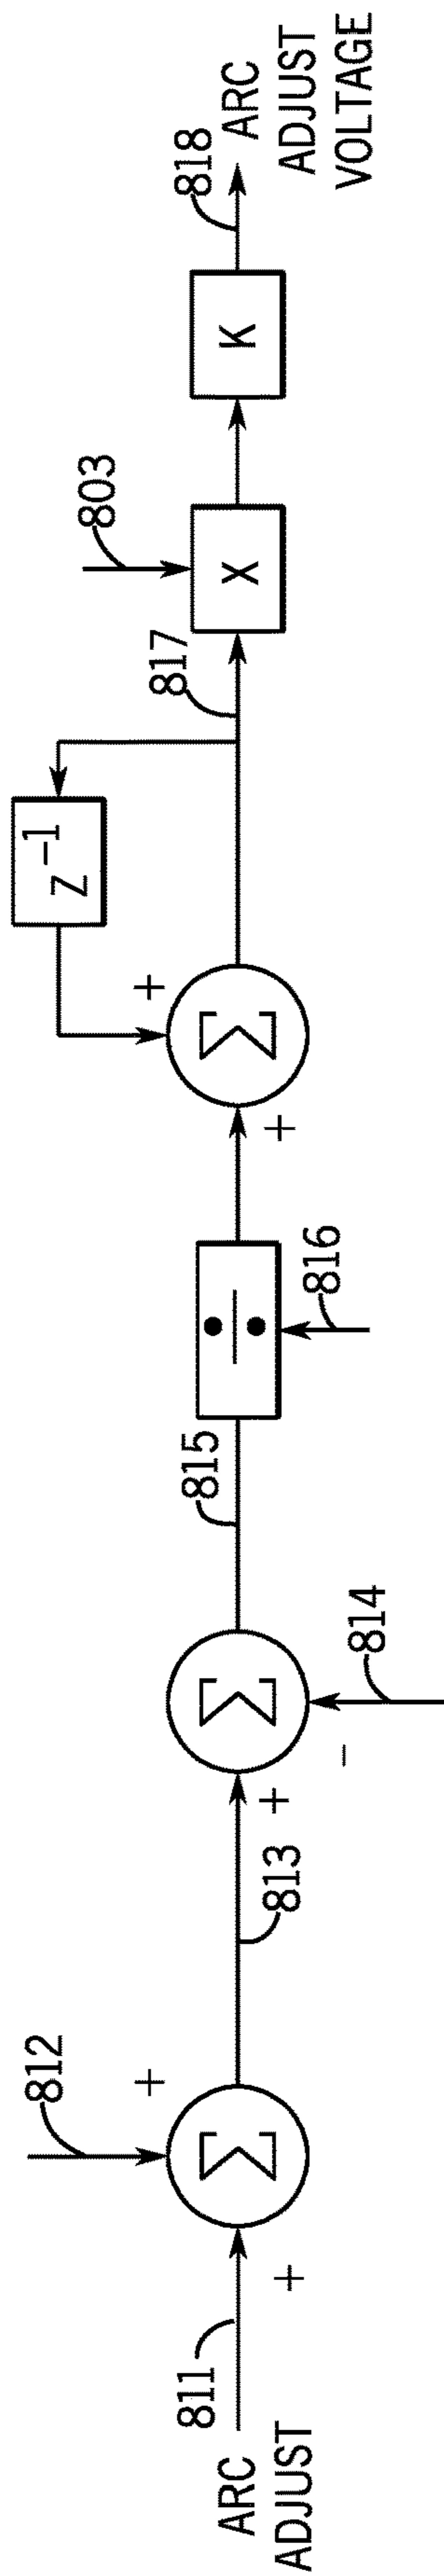 ARC
ADJUST
811
+
812
+
Σ
813
+
Σ
-
814
815
÷
816
+
Σ
+
z⁻¹
817
803
X
K
818
ARC
ADJUST
VOLTAGE